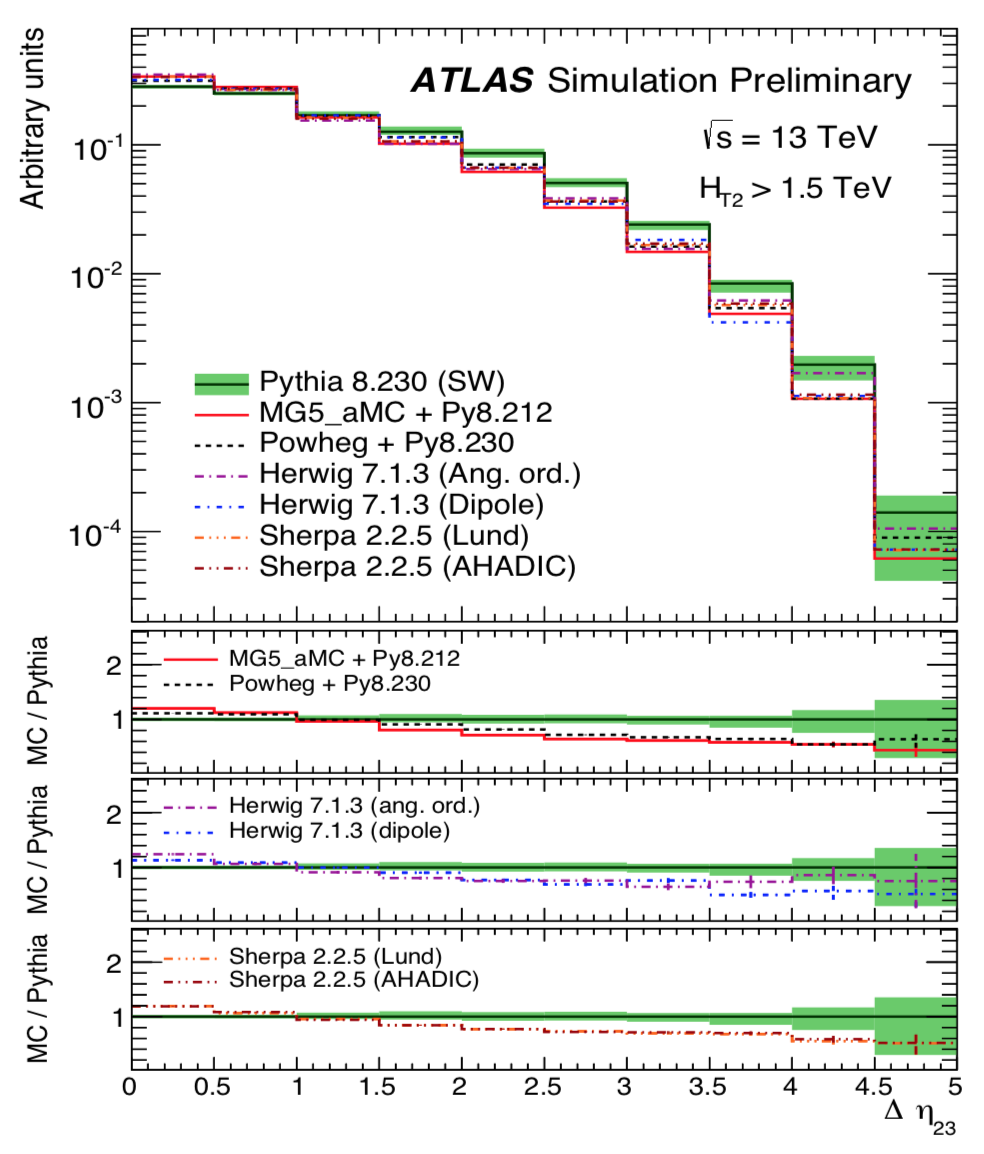 Arbitrary units
ATLAS Simulation Preliminary
√s = 13 TeV
H_T2 > 1.5 TeV
10⁻¹
10⁻²
10⁻³
10⁻⁴
Pythia 8.230 (SW)
MG5_aMC + Py8.212
Powheg + Py8.230
Herwig 7.1.3 (Ang. ord.)
Herwig 7.1.3 (Dipole)
Sherpa 2.2.5 (Lund)
Sherpa 2.2.5 (AHADIC)
MC / Pythia
2
1
MG5_aMC + Py8.212
Powheg + Py8.230
MC / Pythia
2
1
Herwig 7.1.3 (ang. ord.)
Herwig 7.1.3 (dipole)
MC / Pythia
2
1
Sherpa 2.2.5 (Lund)
Sherpa 2.2.5 (AHADIC)
0 0.5 1 1.5 2 2.5 3 3.5 4 4.5 5
Δ η_23